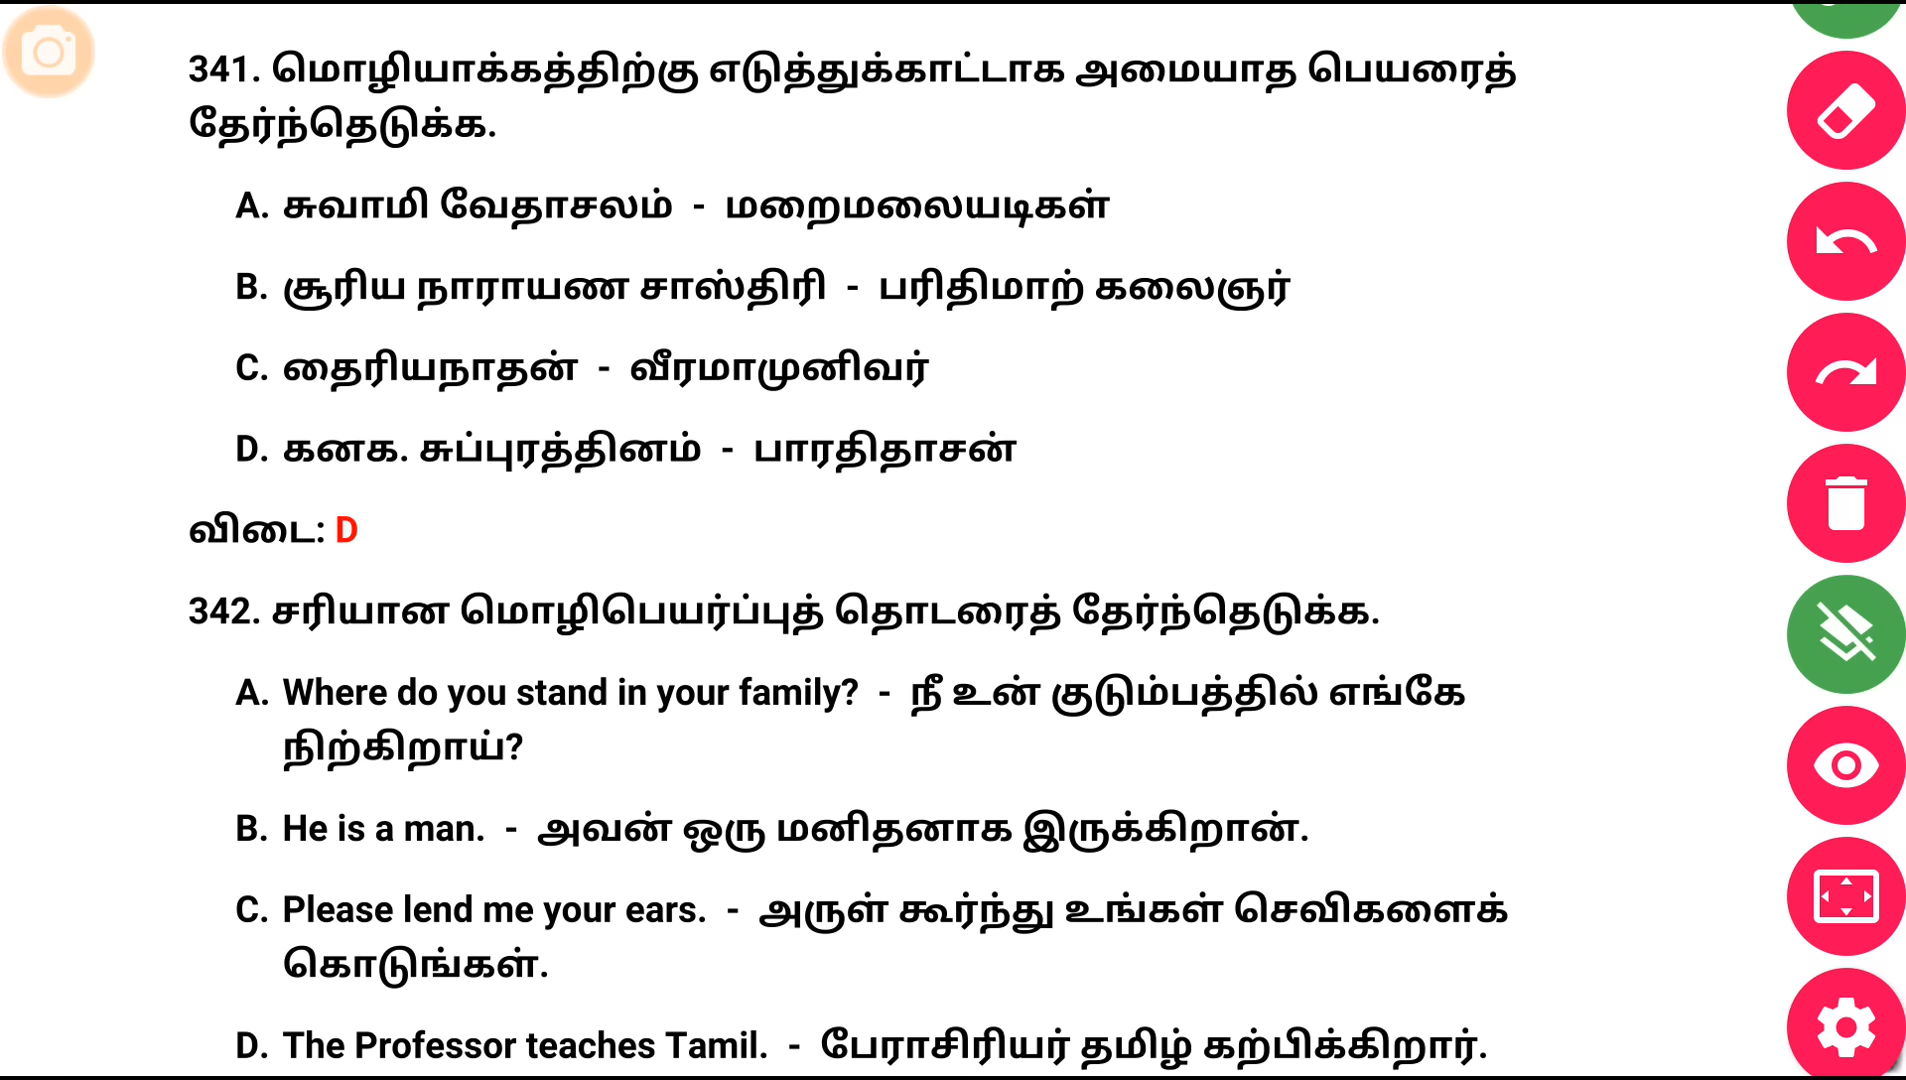 341. மொழியாக்கத்திற்கு எடுத்துக்காட்டாக அமையாத பெயரைத்
தேர்ந்தெடுக்க.
A. சுவாமி வேதாசலம் - மறைமலையடிகள்
B. சூரிய நாராயண சாஸ்திரி - பரிதிமாற் கலைஞர்
C. தைரியநாதன் - வீரமாமுனிவர்
D. கனக. சுப்புரத்தினம் - பாரதிதாசன்
விடை: D
342. சரியான மொழிபெயர்ப்புத் தொடரைத் தேர்ந்தெடுக்க.
A. Where do you stand in your family? - நீ உன் குடும்பத்தில் எங்கே
நிற்கிறாய்?
B. He is a man. - அவன் ஒரு மனிதனாக இருக்கிறான்.
C. Please lend me your ears. - அருள் கூர்ந்து உங்கள் செவிகளைக்
கொடுங்கள்.
D. The Professor teaches Tamil. - பேராசிரியர் தமிழ் கற்பிக்கிறார்.